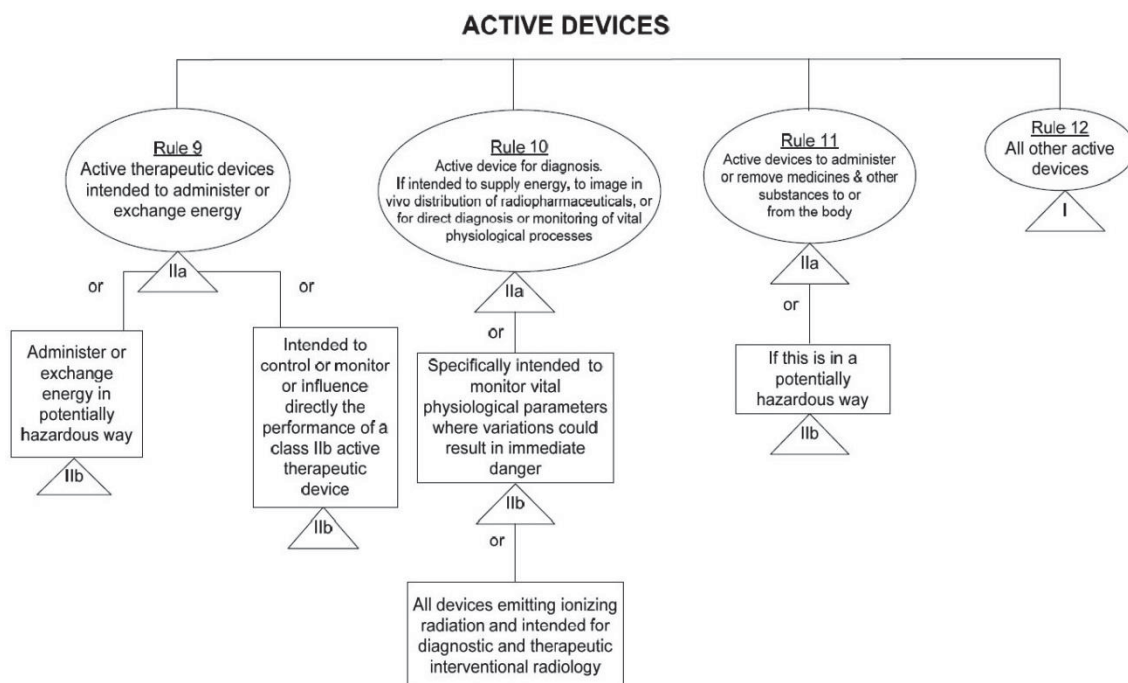 ACTIVE DEVICES
Rule 9
Active therapeutic devices
intended to administer or
exchange energy
IIa
or
or
Administer or
exchange
energy in
potentially
hazardous way
IIb
Intended to
control or monitor
or influence
directly the
performance of a
class IIb active
therapeutic
device
IIb
Rule 10
Active device for diagnosis.
If intended to supply energy, to image in
vivo distribution of radiopharmaceuticals, or
for direct diagnosis or monitoring of vital
physiological processes
IIa
or
Specifically intended to
monitor vital
physiological parameters
where variations could
result in immediate
danger
IIb
or
All devices emitting ionizing
radiation and intended for
diagnostic and therapeutic
interventional radiology
Rule 11
Active devices to administer
or remove medicines & other
substances to or
from the body
IIa
or
If this is in a
potentially
hazardous way
IIb
Rule 12
All other active
devices
I